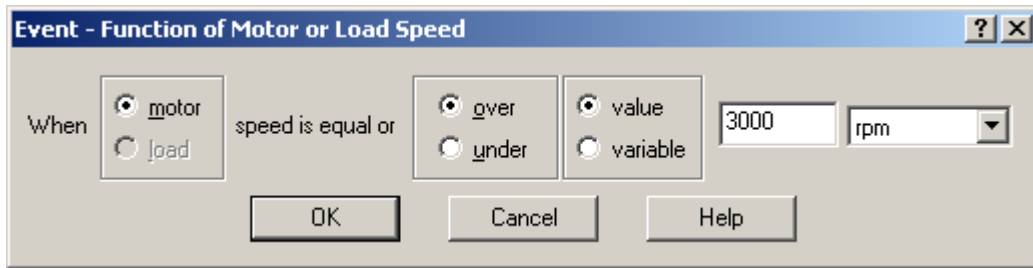 Event - Function of Motor or Load Speed
When
motor
load
speed is equal or
over
under
value
variable
3000
rpm
OK
Cancel
Help